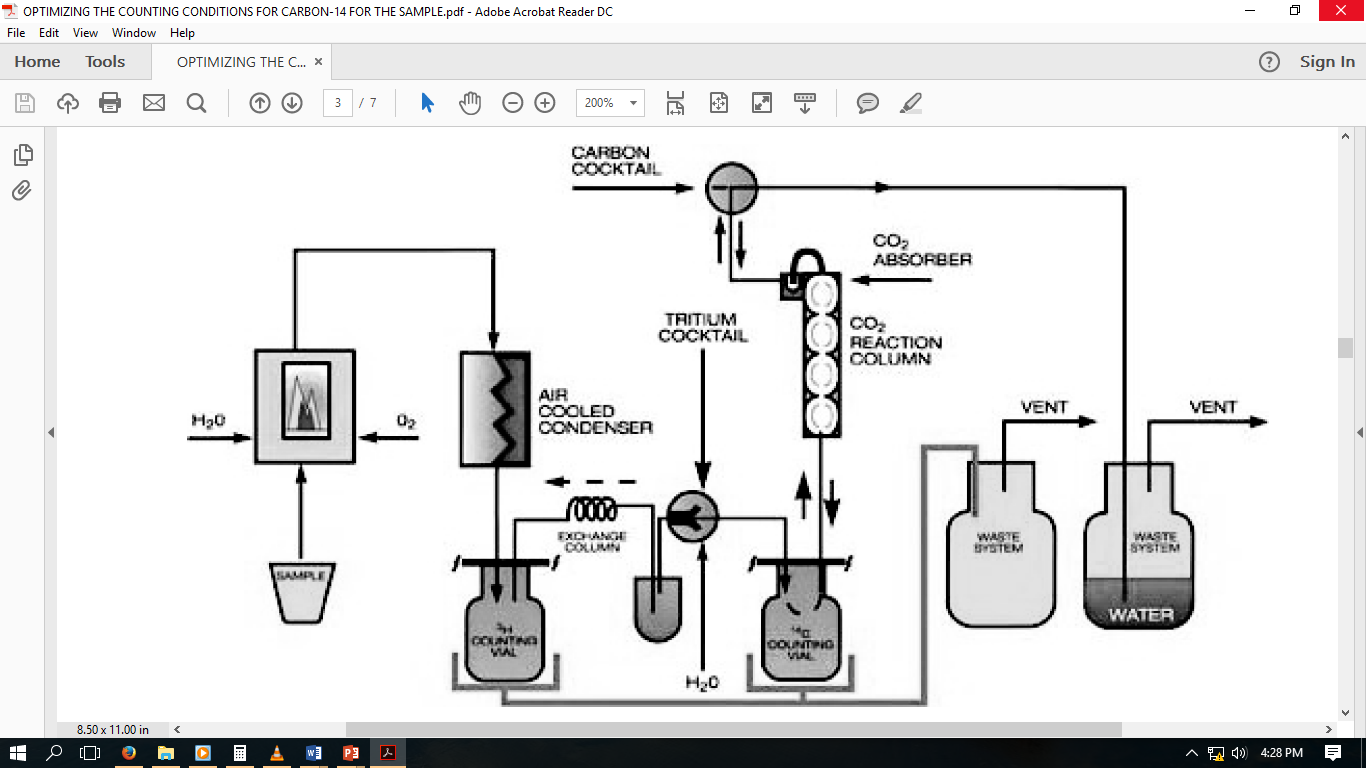 OPTIMIZING THE COUNTING CONDITIONS FOR CARBON-14 FOR THE SAMPLE.pdf - Adobe Acrobat Reader DC
File Edit View Window Help
Home Tools OPTIMIZING THE C... × ? Sign In
3 / 7 200%
CARBON
COCKTAIL
CO2
ABSORBER
TRITIUM
COCKTAIL
CO2
REACTION
COLUMN
AIR
COOLED
CONDENSER
H2O
O2
VENT
VENT
EXCHANGE
COLUMN
WASTE
SYSTEM
WASTE
SYSTEM
SAMPLE
WATER
3H
COUNTING
VIAL
14C
COUNTING
VIAL
H2O
8.50 x 11.00 in
4:28 PM